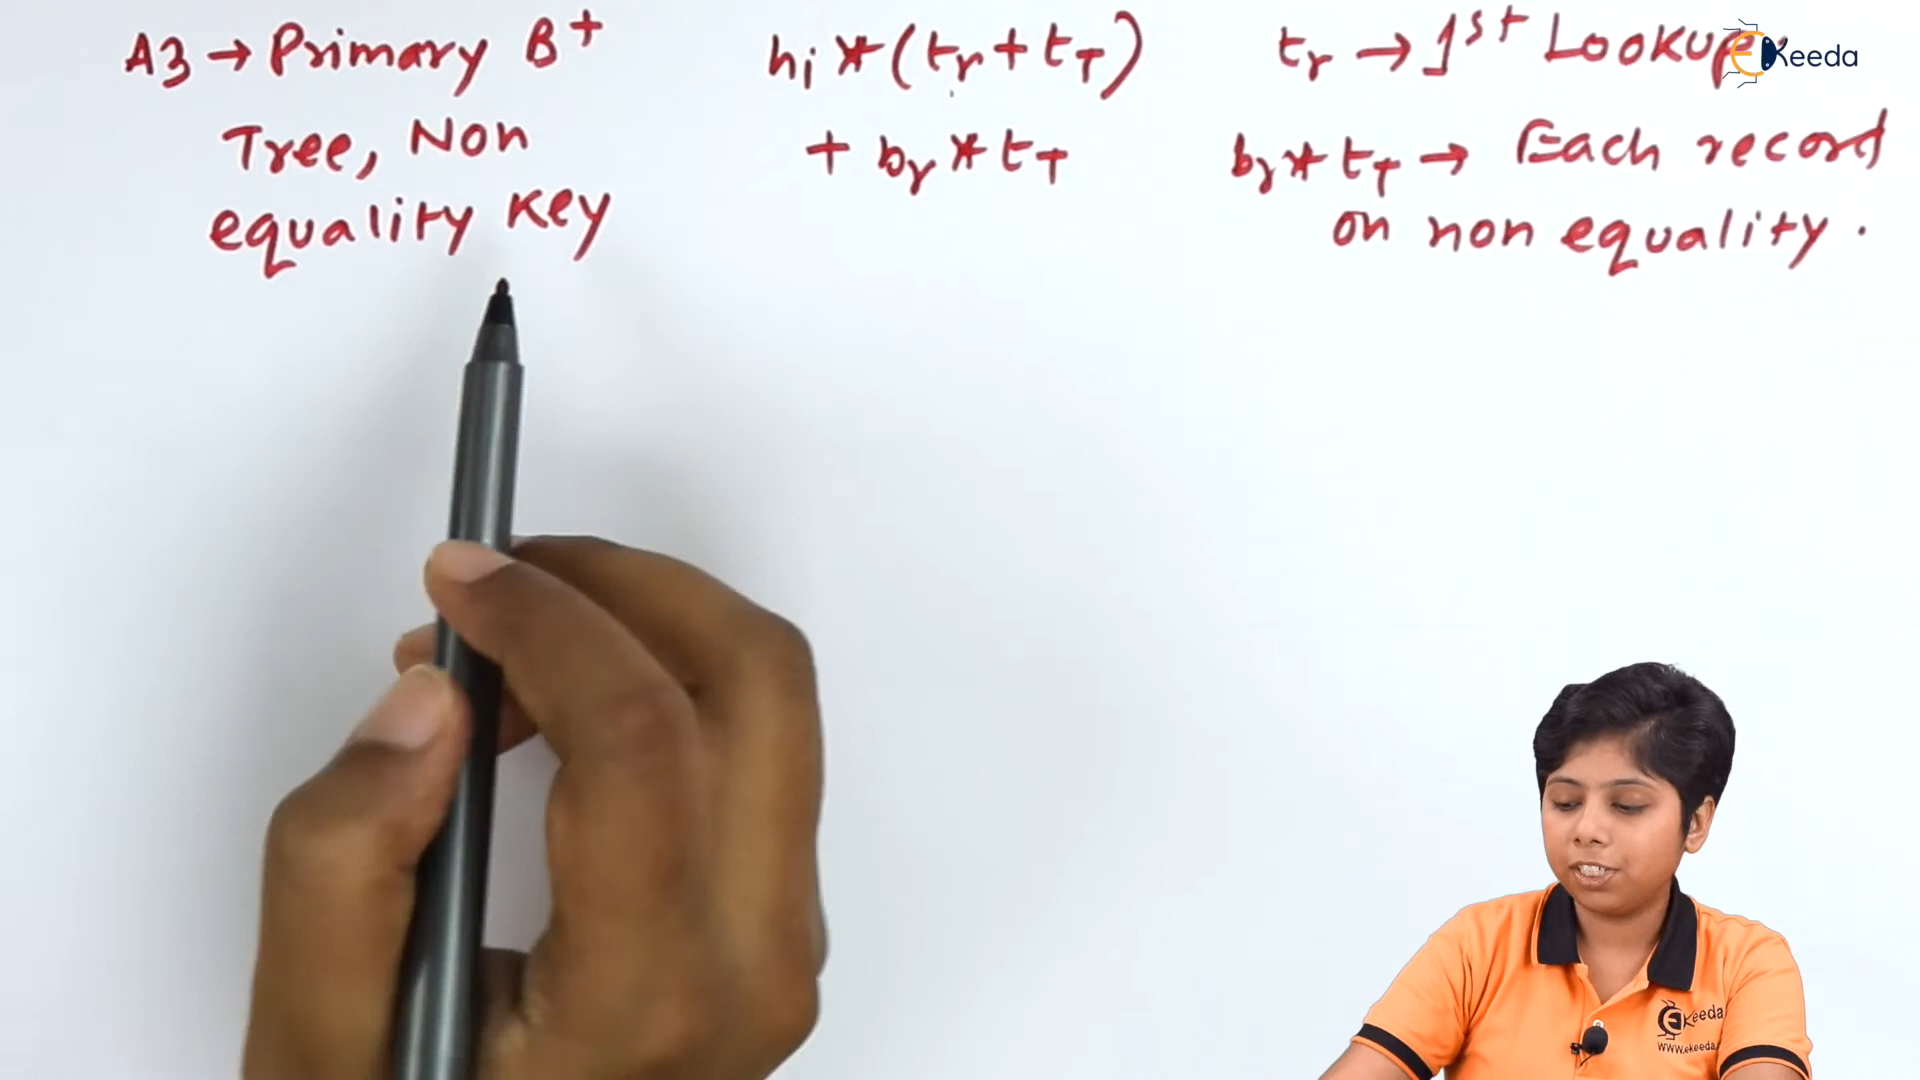 A3 → Primary B+
Tree, Non
equality Key
hi * (tr + tT)
+ br * tT
tr → 1st Lookup
br * tT → Each record
on non equality.
Keeda
Keeda
www.ekeeda.